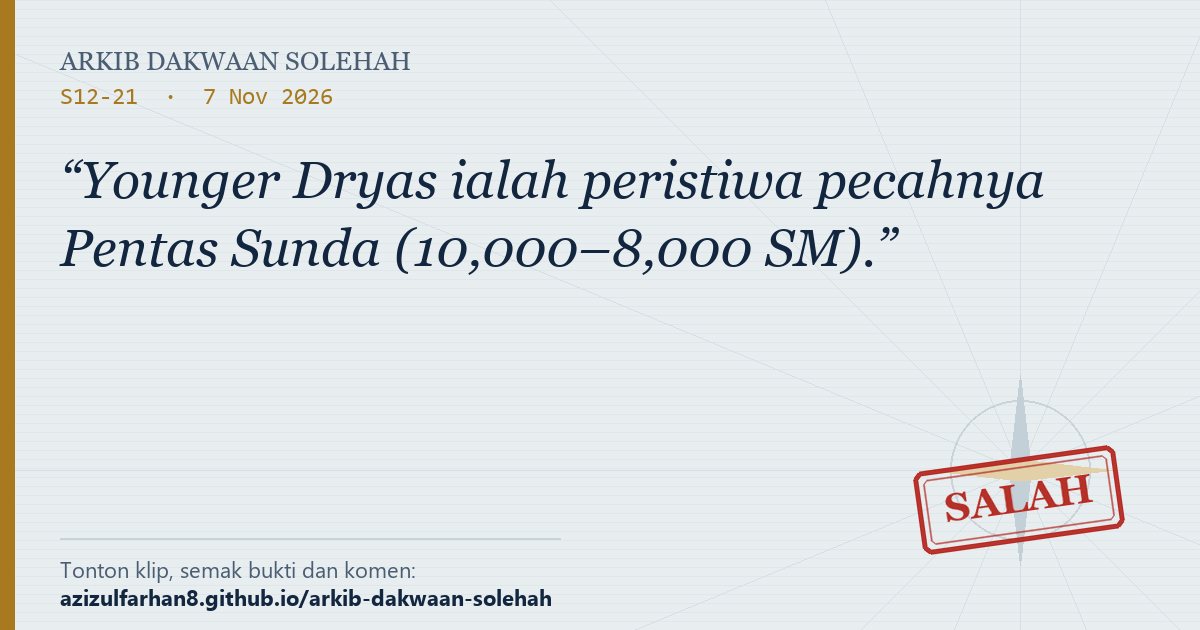 ARKIB DAKWAAN SOLEHAH
S12-21 · 7 Nov 2026
“Younger Dryas ialah peristiwa pecahnya
Pentas Sunda (10,000–8,000 SM).”
SALAH
Tonton klip, semak bukti dan komen:
azizulfarhan8.github.io/arkib-dakwaan-solehah